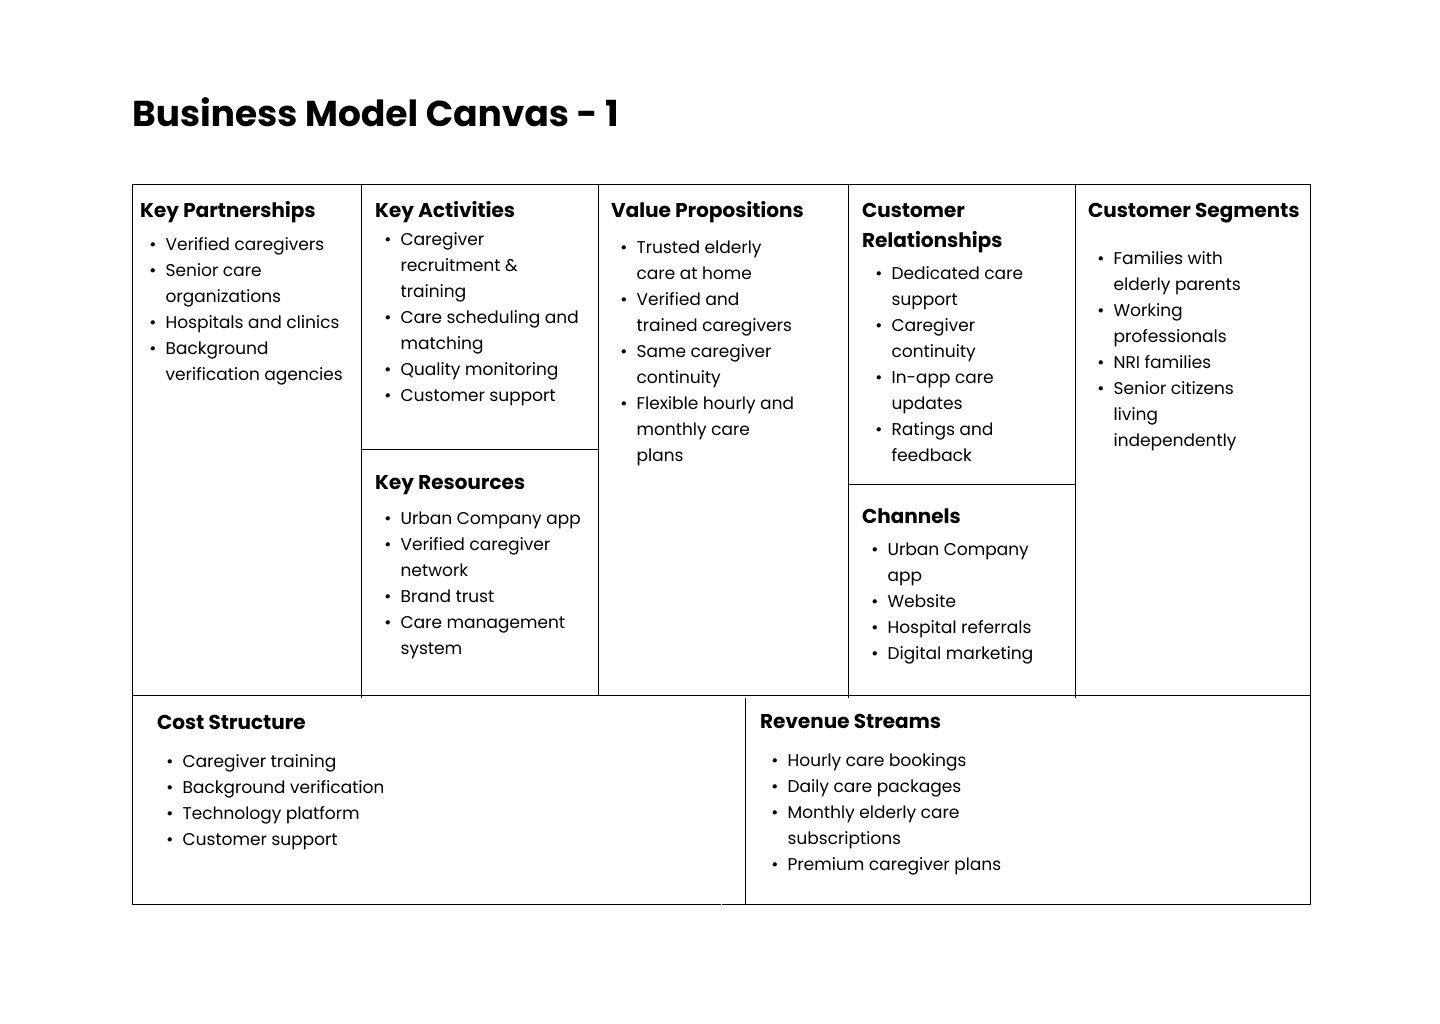 Business Model Canvas - 1
Key Partnerships
• Verified caregivers
• Senior care
organizations
• Hospitals and clinics
• Background
verification agencies
Key Activities
• Caregiver
recruitment &
training
• Care scheduling and
matching
• Quality monitoring
• Customer support
Key Resources
• Urban Company app
• Verified caregiver
network
• Brand trust
• Care management
system
Value Propositions
• Trusted elderly
care at home
• Verified and
trained caregivers
• Same caregiver
continuity
• Flexible hourly and
monthly care
plans
Customer
Relationships
• Dedicated care
support
• Caregiver
continuity
• In-app care
updates
• Ratings and
feedback
Channels
• Urban Company
app
• Website
• Hospital referrals
• Digital marketing
Customer Segments
• Families with
elderly parents
• Working
professionals
• NRI families
• Senior citizens
living
independently
Cost Structure
• Caregiver training
• Background verification
• Technology platform
• Customer support
Revenue Streams
• Hourly care bookings
• Daily care packages
• Monthly elderly care
subscriptions
• Premium caregiver plans